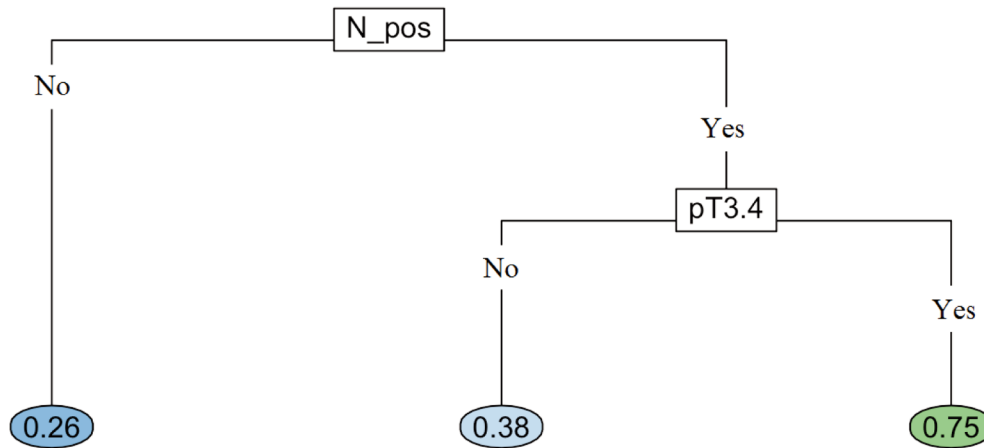 N_pos
No
Yes
pT3.4
No
Yes
0.26
0.38
0.75